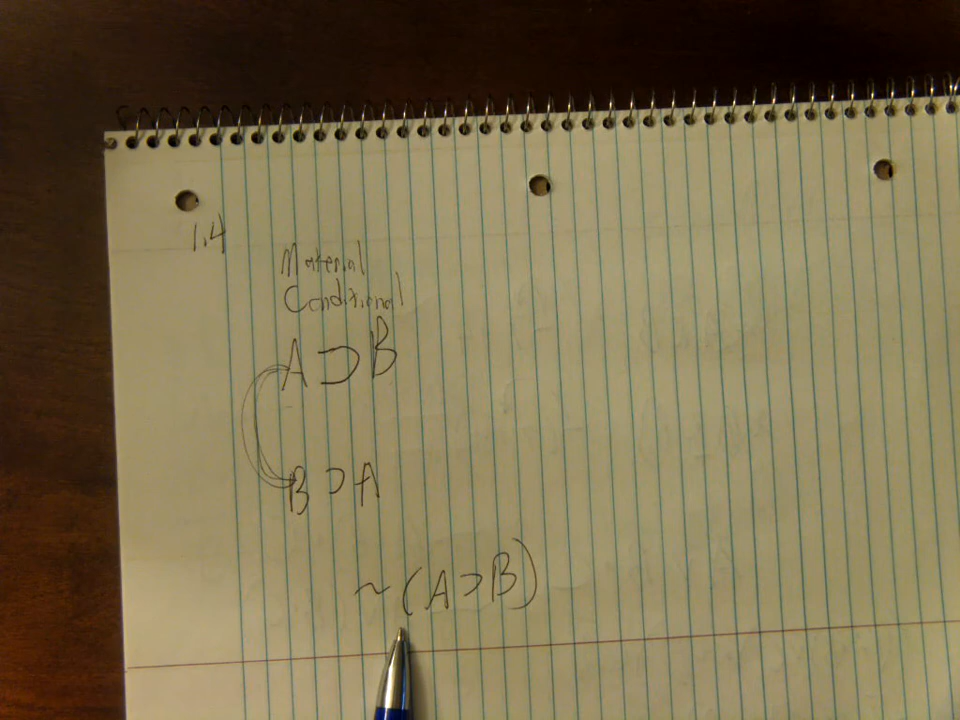 1.4
Material
Conditional
A ⊃ B
B ⊃ A
~(A ⊃ B)